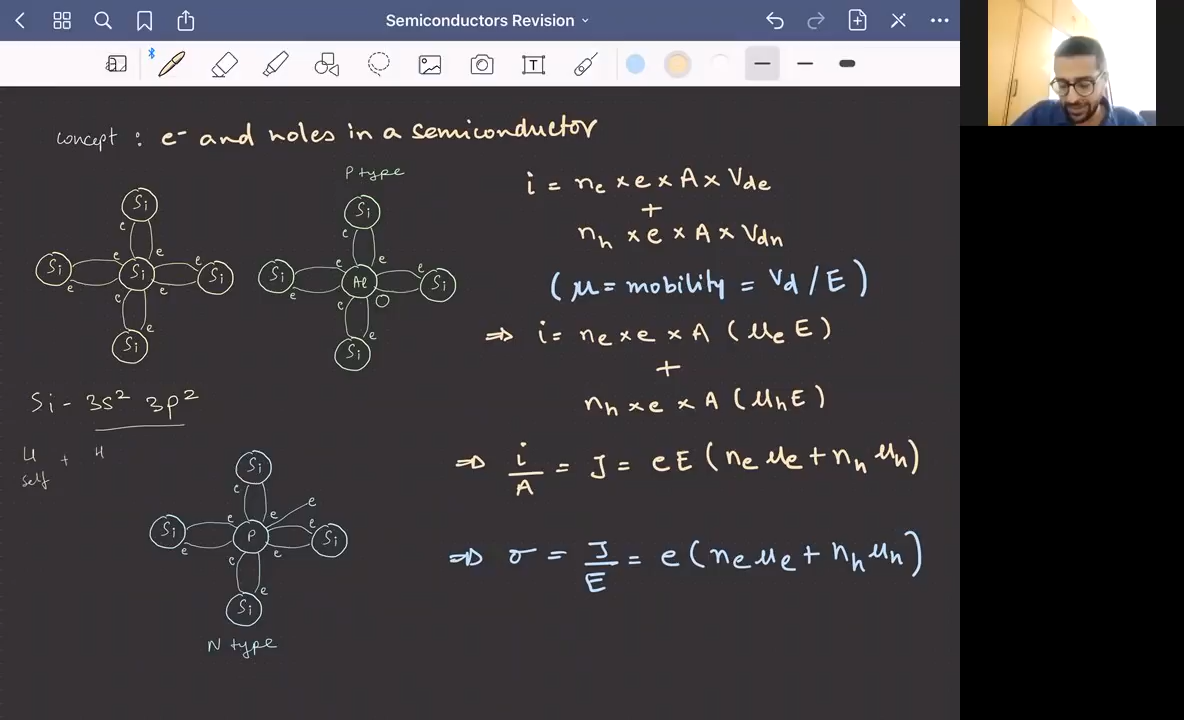 Semiconductors Revision
T
concept : e⁻ and holes in a semiconductor
P type
Si
e
e e
Si Si Si
e e e
e e
Si
Si
e
e e
Si Al Si
e e
e
Si
Si - 3s² 3p²
4 + 4
self
Si
e
e e e
Si P Si
e e e
e e
Si
N type
i = nₑ × e × A × Vdₑ
+
nₕ × e × A × Vdₕ
(μ = mobility = Vd / E)
⇒ i = nₑ × e × A (μₑ E)
+
nₕ × e × A (μₕ E)
⇒ i/A = J = eE (nₑ μₑ + nₕ μₕ)
⇒ σ = J/E = e (nₑ μₑ + nₕ μₕ)